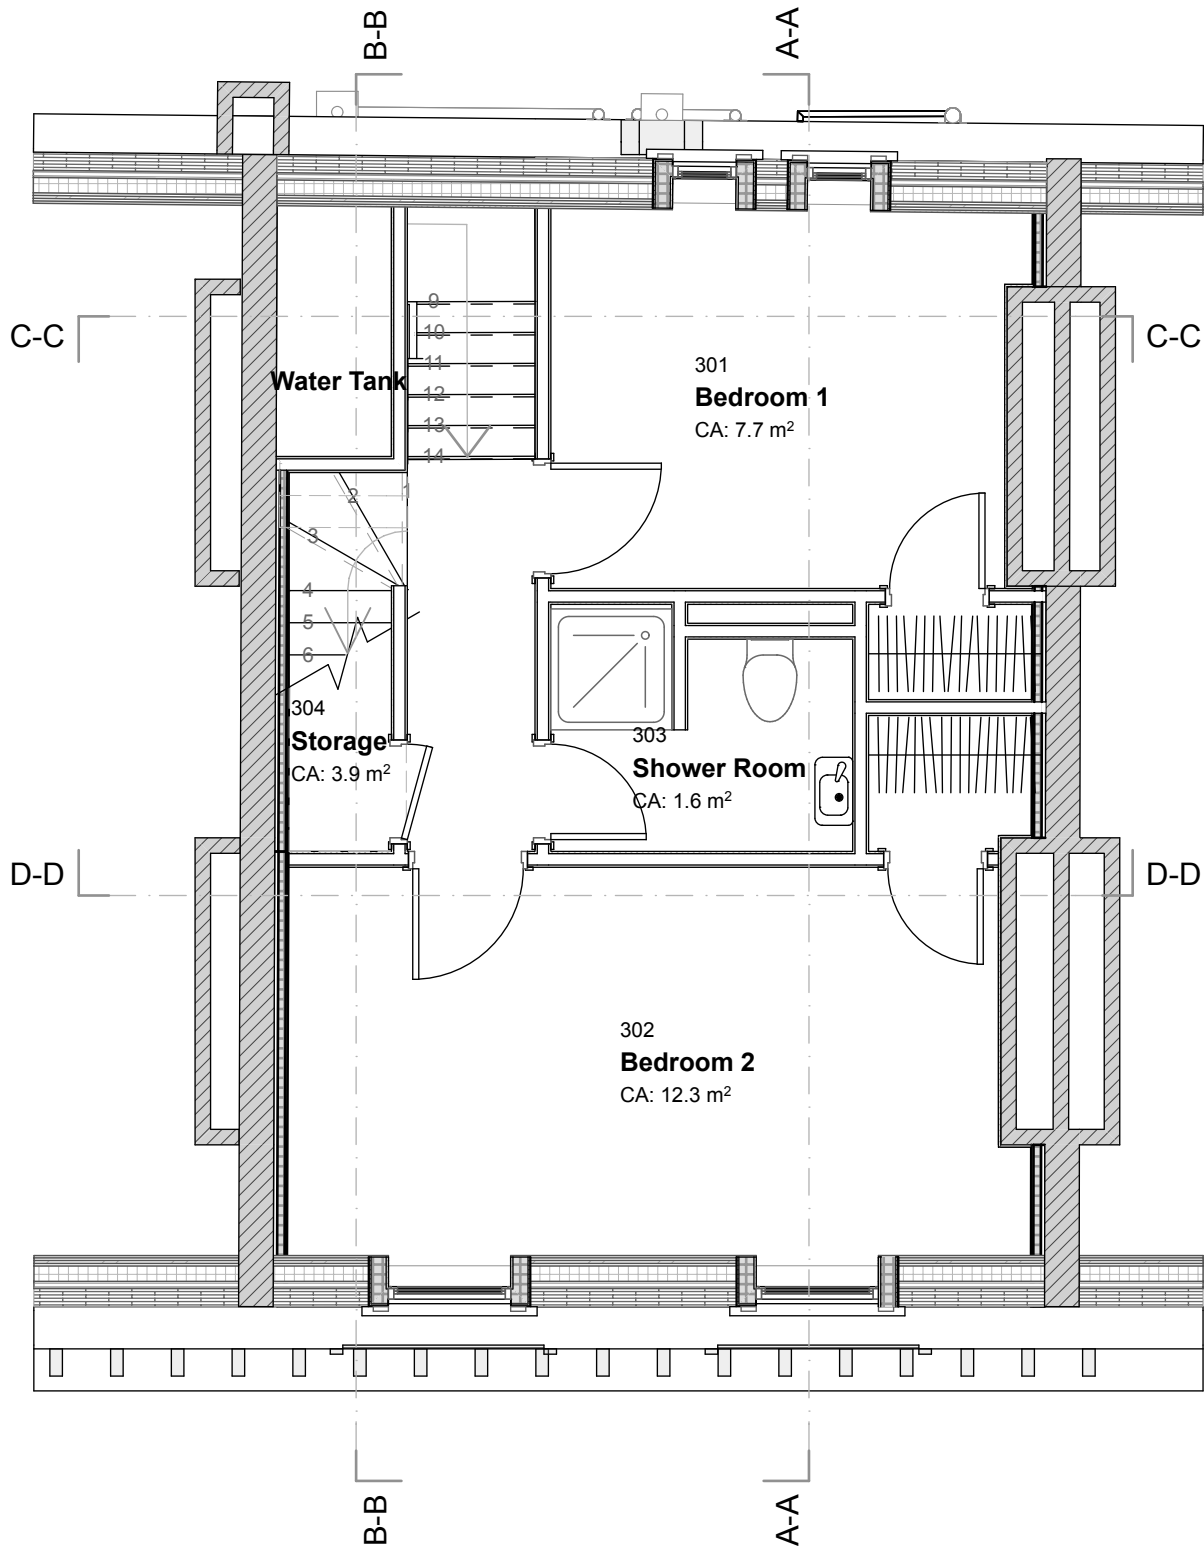 B-B
A-A
C-C
C-C
9
10
11
12
13
14
Water Tank
301
Bedroom 1
CA: 7.7 m²
1
2
3
4
5
6
304
Storage
CA: 3.9 m²
303
Shower Room
CA: 1.6 m²
D-D
D-D
302
Bedroom 2
CA: 12.3 m²
B-B
A-A